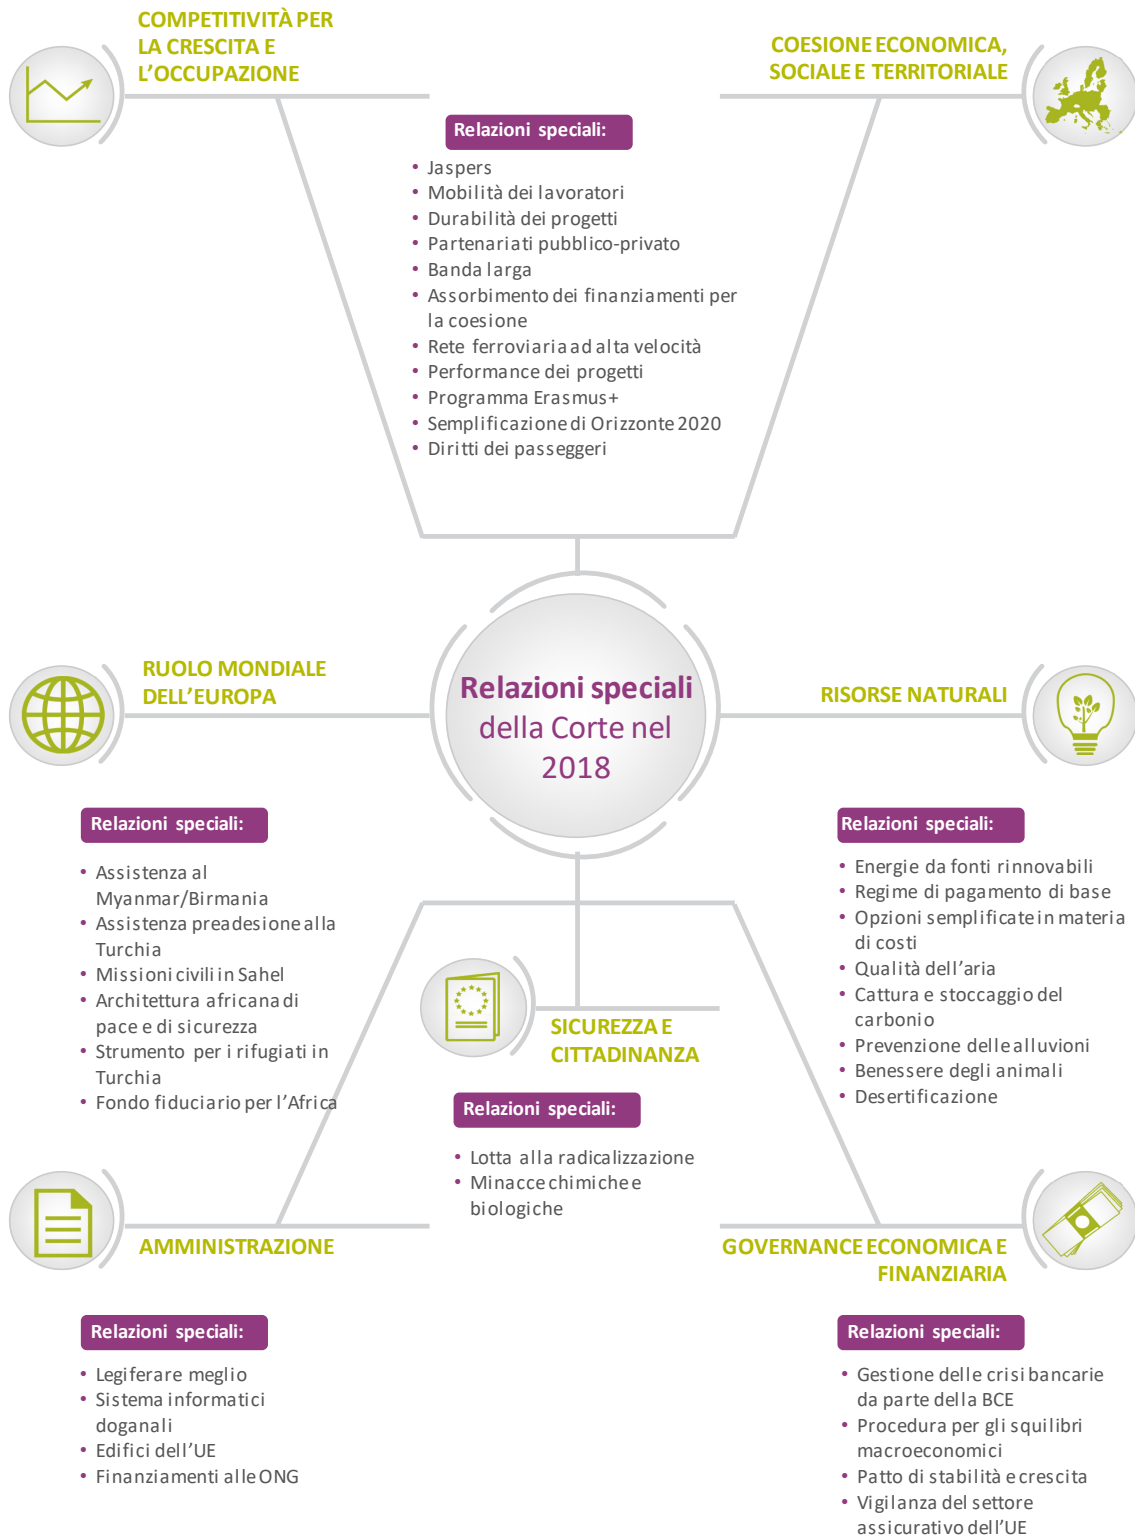 COMPETITIVITÀ PER
LA CRESCITA E
L'OCCUPAZIONE
COESIONE ECONOMICA,
SOCIALE E TERRITORIALE
Relazioni speciali:
• Jaspers
• Mobilità dei lavoratori
• Durabilità dei progetti
• Partenariati pubblico-privato
• Banda larga
• Assorbimento dei finanziamenti per
la coesione
• Rete ferroviaria ad alta velocità
• Performance dei progetti
• Programma Erasmus+
• Semplificazione di Orizzonte 2020
• Diritti dei passeggeri
RUOLO MONDIALE
DELL'EUROPA
Relazioni speciali
della Corte nel
2018
RISORSE NATURALI
Relazioni speciali:
• Assistenza al
Myanmar/Birmania
• Assistenza preadesione alla
Turchia
• Missioni civili in Sahel
• Architettura africana di
pace e di sicurezza
• Strumento per i rifugiati in
Turchia
• Fondo fiduciario per l'Africa
Relazioni speciali:
• Energie da fonti rinnovabili
• Regime di pagamento di base
• Opzioni semplificate in materia
di costi
• Qualità dell'aria
• Cattura e stoccaggio del
carbonio
• Prevenzione delle alluvioni
• Benessere degli animali
• Desertificazione
SICUREZZA E
CITTADINANZA
Relazioni speciali:
• Lotta alla radicalizzazione
• Minacce chimiche e
biologiche
AMMINISTRAZIONE
GOVERNANCE ECONOMICA E
FINANZIARIA
Relazioni speciali:
• Legiferare meglio
• Sistema informatici
doganali
• Edifici dell'UE
• Finanziamenti alle ONG
Relazioni speciali:
• Gestione delle crisi bancarie
da parte della BCE
• Procedura per gli squilibri
macroeconomici
• Patto di stabilità e crescita
• Vigilanza del settore
assicurativo dell'UE